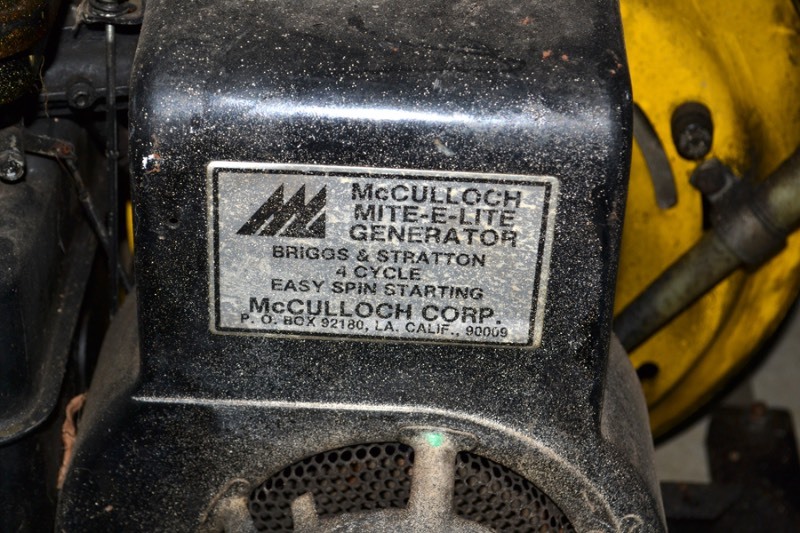 McCULLOCH
MITE-E-LITE
GENERATOR
BRIGGS & STRATTON
4 CYCLE
EASY SPIN STARTING
McCULLOCH CORP.
P. O. BOX 92180, LA. CALIF., 90009